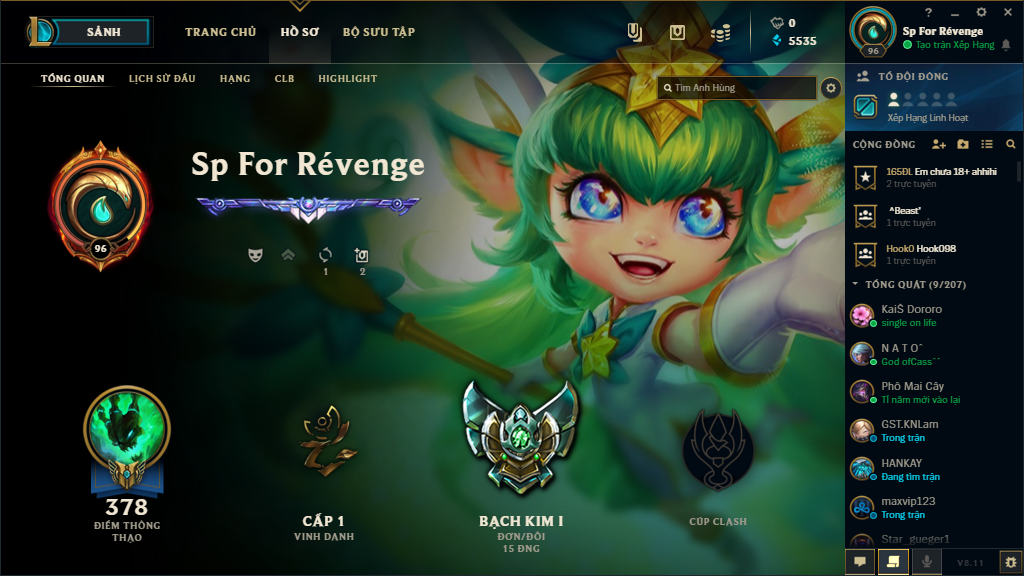 SẢNH
TRANG CHỦ
HỒ SƠ
BỘ SƯU TẬP
0
5535
TỔNG QUAN
LỊCH SỬ ĐẤU
HẠNG
CLB
HIGHLIGHT
Tìm Anh Hùng
96
Sp For Révenge
1
2
378
ĐIỂM THÔNG
THẠO
CẤP 1
VINH DANH
BẠCH KIM I
ĐƠN/ĐÔI
15 ĐNG
CÚP CLASH
?
96
Sp For Révenge
Tạo trận Xếp Hạng
TỔ ĐỘI ĐÓNG
Xếp Hạng Linh Hoạt
CỘNG ĐỒNG
165ĐL Em chưa 18+ ahhihi
2 trực tuyến
^Beast'
1 trực tuyến
Hook0 Hook098
1 trực tuyến
TỔNG QUÁT (9/207)
KaiŠ Dororo
single on life
N A T Oˆ
God ofCassˆˆ
Phô Mai Cây
Tỉ năm mới vào lại
GST.KNLam
Trong trận
HANKAY
Đang tìm trận
maxvip123
Trong trận
Star_gueger1
V8.11